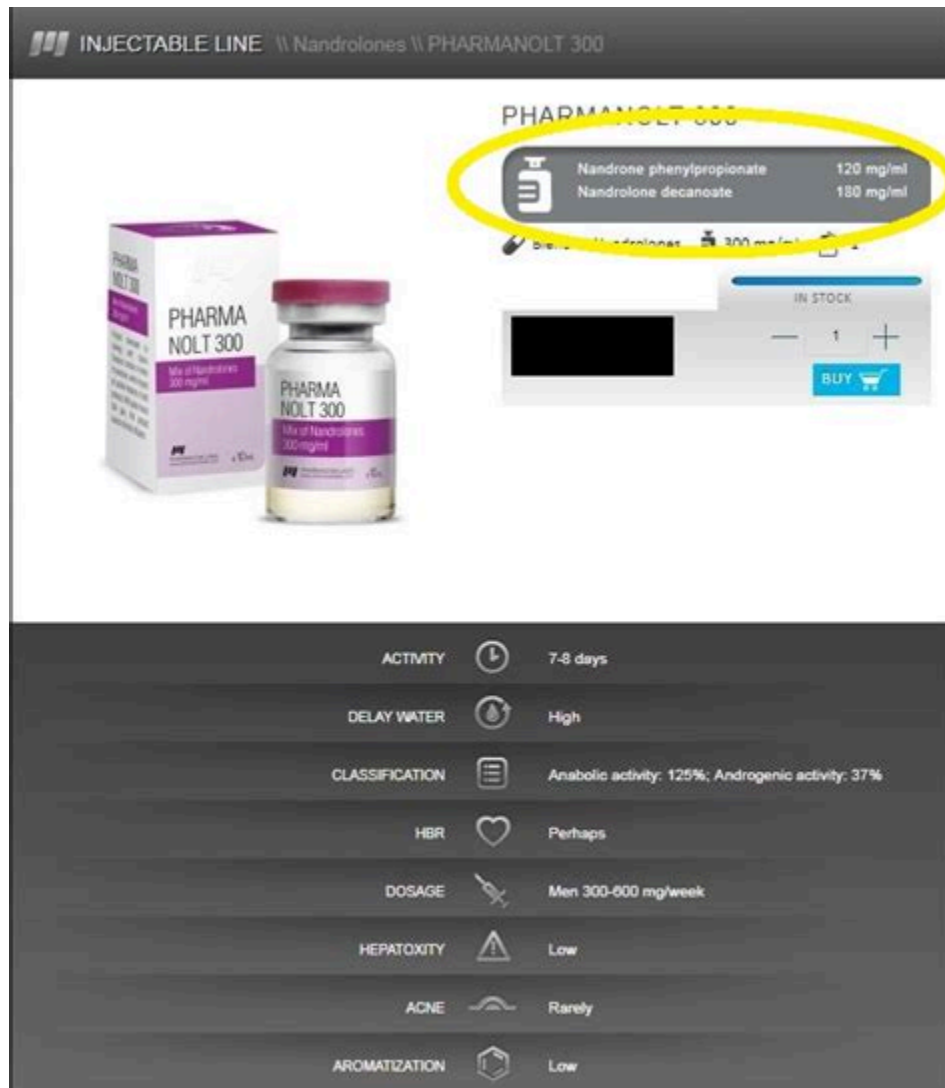 INJECTABLE LINE \\ Nandrolones \\ PHARMANOLT 300
PHARMANOLT 300
Nandrone phenylpropionate 120 mg/ml
Nandrolone decanoate 180 mg/ml
300 mg/ml
IN STOCK
1
BUY
PHARMA
NOLT 300
Mix of Nandrolones
300 mg/ml
PHARMA
NOLT 300
Mix of Nandrolones
300 mg/ml
ACTIVITY 7-8 days
DELAY WATER High
CLASSIFICATION Anabolic activity: 125%; Androgenic activity: 37%
HBR Perhaps
DOSAGE Men 300-600 mg/week
HEPATOXITY Low
ACNE Rarely
AROMATIZATION Low